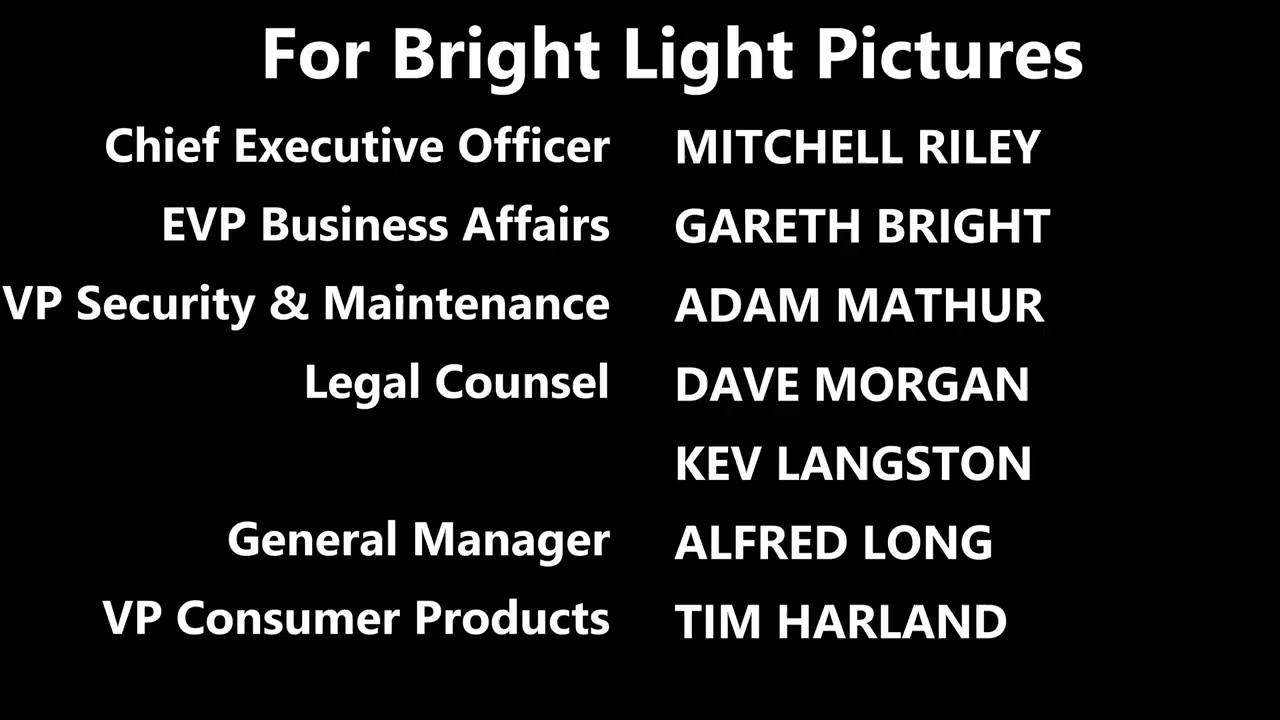 For Bright Light Pictures
Chief Executive Officer MITCHELL RILEY
EVP Business Affairs GARETH BRIGHT
VP Security & Maintenance ADAM MATHUR
Legal Counsel DAVE MORGAN
KEV LANGSTON
General Manager ALFRED LONG
VP Consumer Products TIM HARLAND